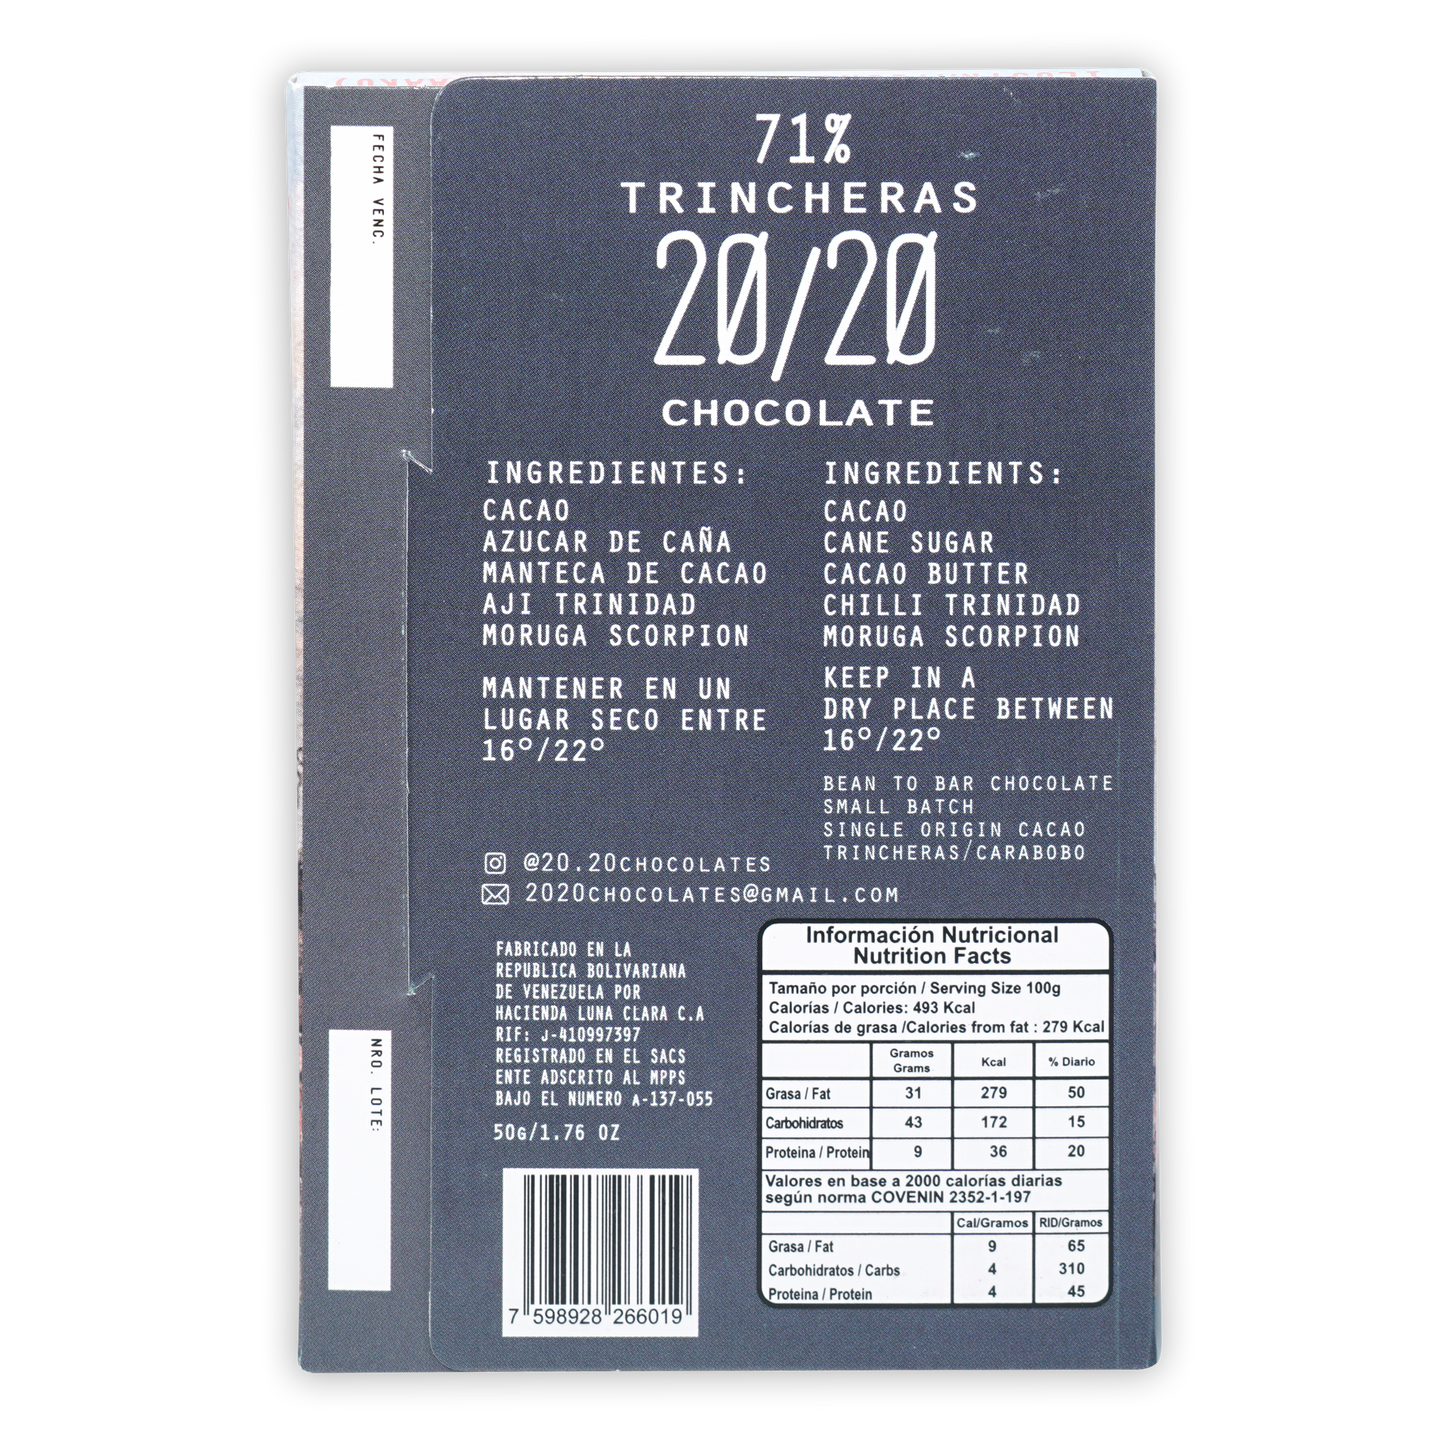 FECHA VENC.
NRO. LOTE:
71%
TRINCHERAS
20/20
CHOCOLATE
INGREDIENTES:
CACAO
AZUCAR DE CAÑA
MANTECA DE CACAO
AJI TRINIDAD
MORUGA SCORPION
MANTENER EN UN
LUGAR SECO ENTRE
16°/22°
INGREDIENTS:
CACAO
CANE SUGAR
CACAO BUTTER
CHILLI TRINIDAD
MORUGA SCORPION
KEEP IN A
DRY PLACE BETWEEN
16°/22°
BEAN TO BAR CHOCOLATE
SMALL BATCH
SINGLE ORIGIN CACAO
TRINCHERAS/CARABOBO
@20.20CHOCOLATES
2020CHOCOLATES@GMAIL.COM
FABRICADO EN LA
REPUBLICA BOLIVARIANA
DE VENEZUELA POR
HACIENDA LUNA CLARA C.A
RIF: J-410997397
REGISTRADO EN EL SACS
ENTE ADSCRITO AL MPPS
BAJO EL NUMERO A-137-055
50G/1.76 OZ
7 598928 266019
Información Nutricional
Nutrition Facts
Tamaño por porción / Serving Size 100g
Calorías / Calories: 493 Kcal
Calorías de grasa /Calories from fat : 279 Kcal
Gramos Grams Kcal % Diario
Grasa / Fat 31 279 50
Carbohidratos 43 172 15
Proteina / Protein 9 36 20
Valores en base a 2000 calorías diarias
según norma COVENIN 2352-1-197
Cal/Gramos RID/Gramos
Grasa / Fat 9 65
Carbohidratos / Carbs 4 310
Proteina / Protein 4 45